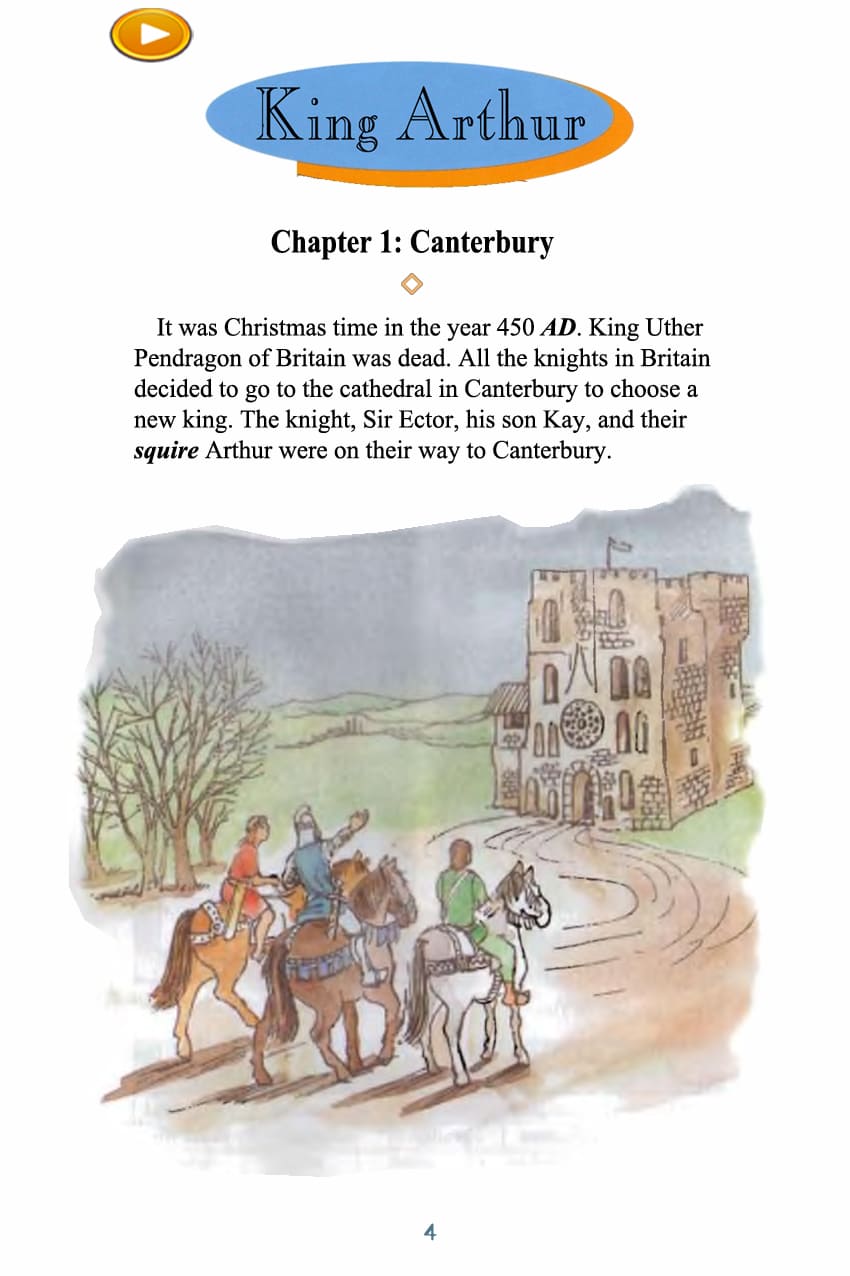 King Arthur
Chapter 1: Canterbury
It was Christmas time in the year 450 AD. King Uther
Pendragon of Britain was dead. All the knights in Britain
decided to go to the cathedral in Canterbury to choose a
new king. The knight, Sir Ector, his son Kay, and their
squire Arthur were on their way to Canterbury.
4